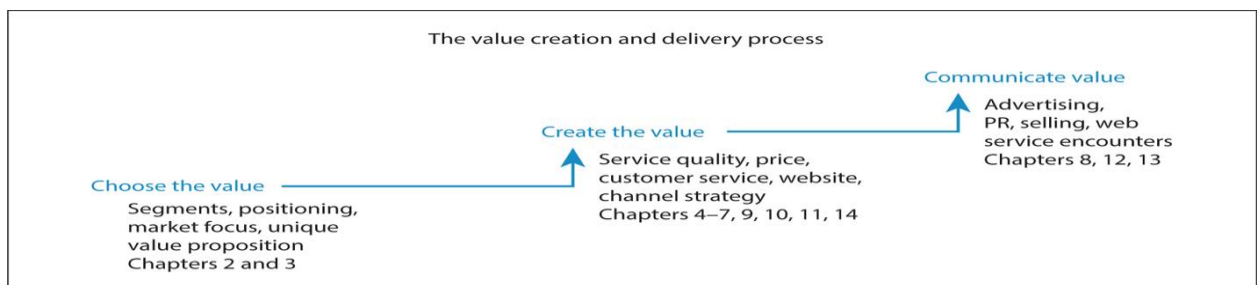 The value creation and delivery process
Communicate value
Advertising,
PR, selling, web
service encounters
Chapters 8, 12, 13
Create the value
Service quality, price,
customer service, website,
channel strategy
Chapters 4–7, 9, 10, 11, 14
Choose the value
Segments, positioning,
market focus, unique
value proposition
Chapters 2 and 3